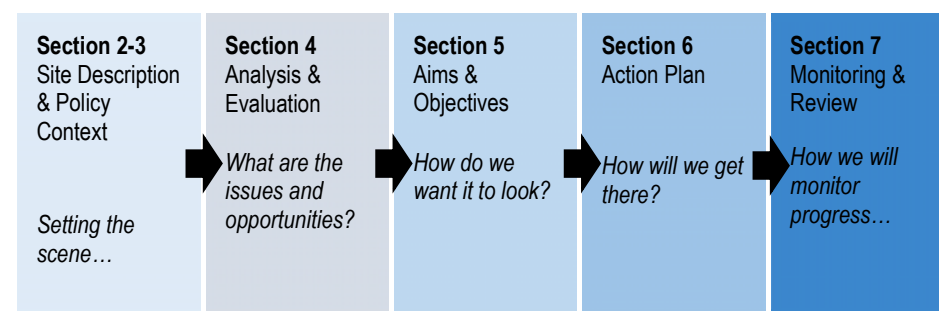 Section 2-3
Site Description
& Policy
Context
Setting the
scene…
Section 4
Analysis &
Evaluation
What are the
issues and
opportunities?
Section 5
Aims &
Objectives
How do we
want it to look?
Section 6
Action Plan
How will we get
there?
Section 7
Monitoring &
Review
How we will
monitor
progress…